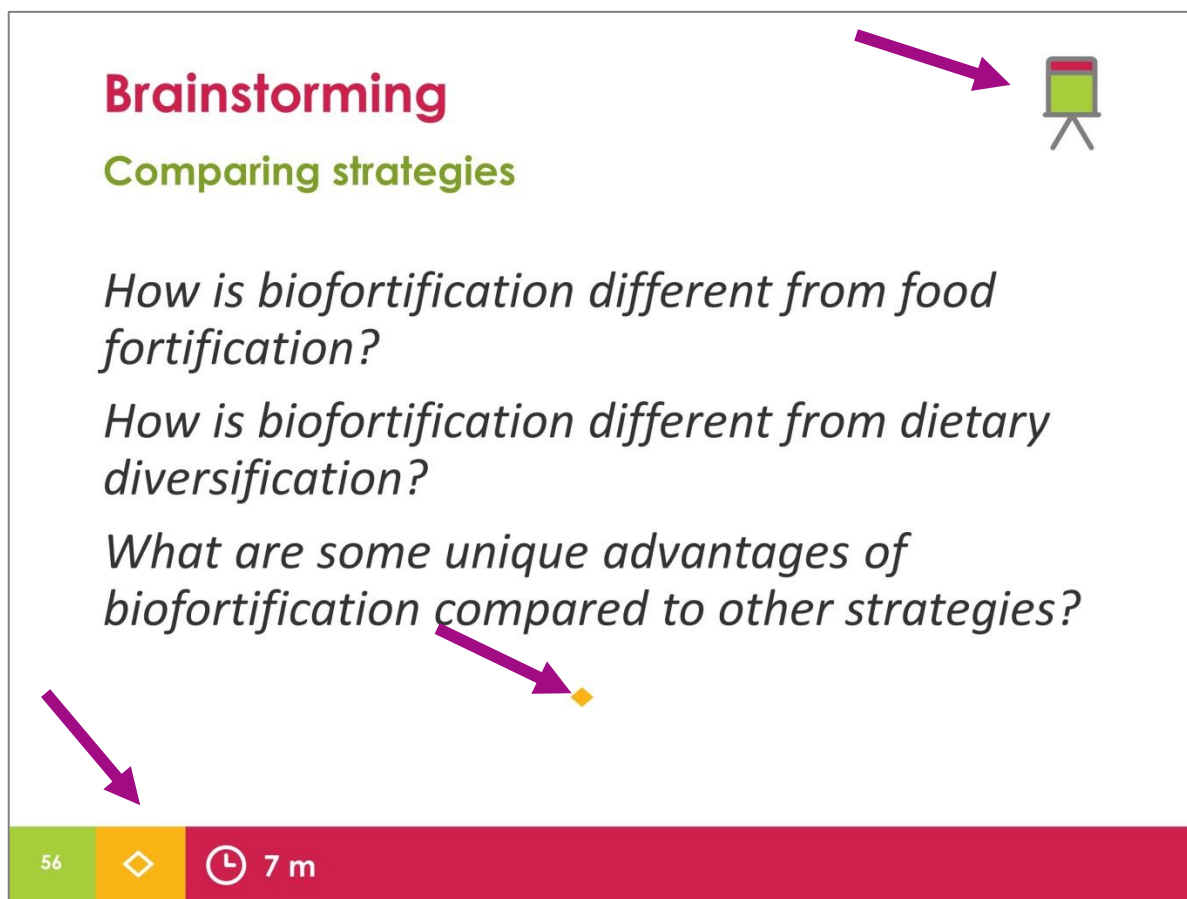 Brainstorming
Comparing strategies
How is biofortification different from food
fortification?
How is biofortification different from dietary
diversification?
What are some unique advantages of
biofortification compared to other strategies?
56
7 m